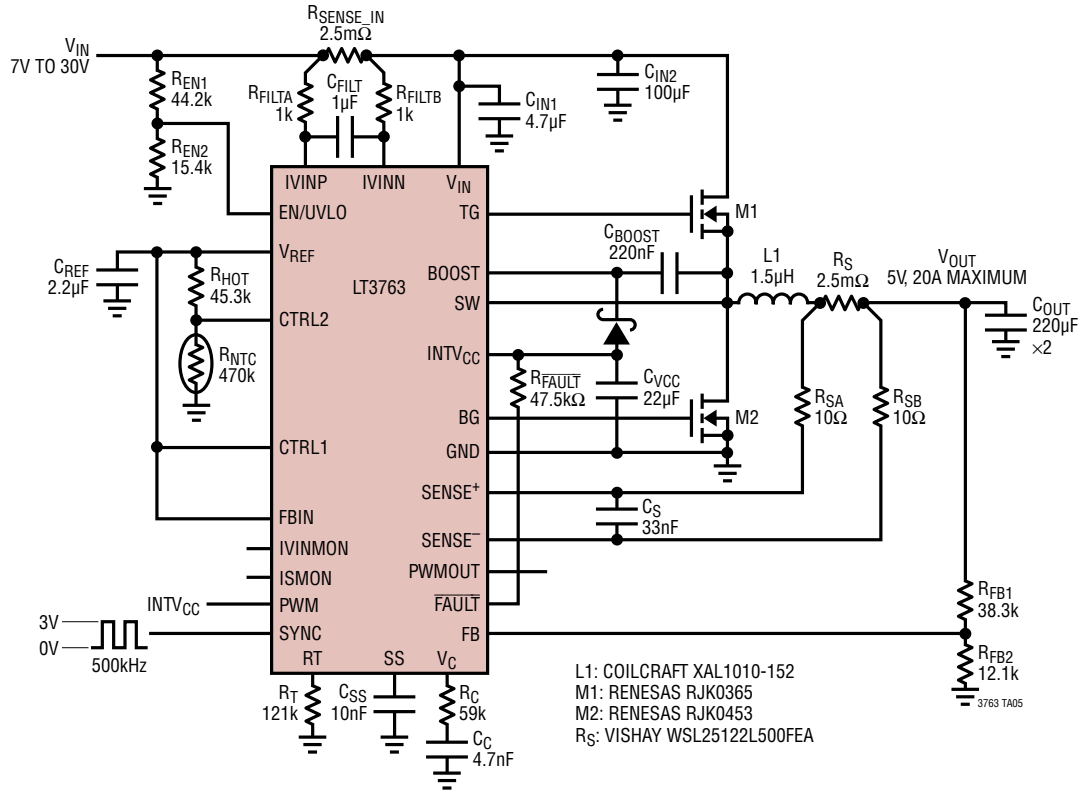 RSENSE_IN
2.5mΩ
VIN
7V TO 30V
REN1
44.2k
REN2
15.4k
RFILTA
1k
CFILT
1µF
RFILTB
1k
CIN1
4.7µF
CIN2
100µF
IVINP
IVINN
VIN
EN/UVLO
TG
M1
VREF
CREF
2.2µF
RHOT
45.3k
LT3763
BOOST
CBOOST
220nF
SW
L1
1.5µH
RS
2.5mΩ
VOUT
5V, 20A MAXIMUM
COUT
220µF
×2
CTRL2
RNTC
470k
INTVCC
RFAULT
47.5kΩ
CVCC
22µF
BG
M2
RSA
10Ω
RSB
10Ω
CTRL1
GND
SENSE+
CS
33nF
FBIN
SENSE–
IVINMON
ISMON
PWMOUT
INTVCC
PWM
FAULT
3V
0V
500kHz
SYNC
FB
RFB1
38.3k
RFB2
12.1k
RT
SS
VC
RT
121k
CSS
10nF
RC
59k
CC
4.7nF
L1: COILCRAFT XAL1010-152
M1: RENESAS RJK0365
M2: RENESAS RJK0453
RS: VISHAY WSL25122L500FEA
3763 TA05